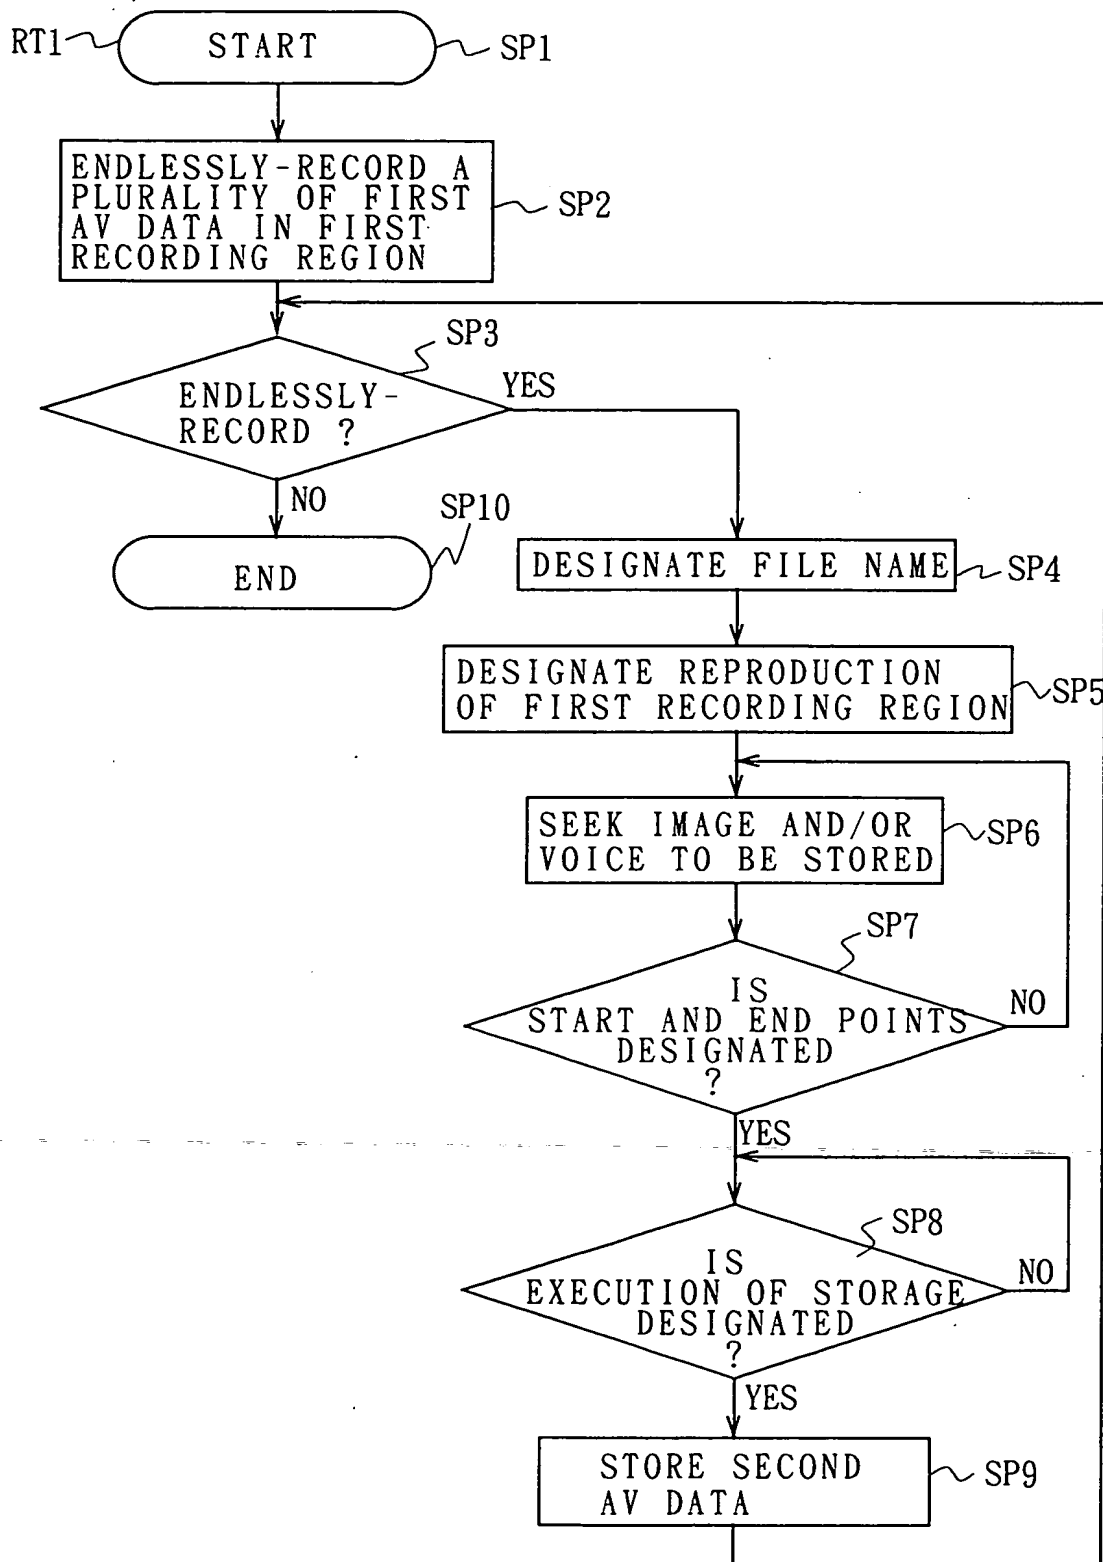 RT1
START
SP1
ENDLESSLY-RECORD A
PLURALITY OF FIRST
AV DATA IN FIRST
RECORDING REGION
SP2
SP3
ENDLESSLY-
RECORD ?
YES
NO
SP10
END
DESIGNATE FILE NAME
SP4
DESIGNATE REPRODUCTION
OF FIRST RECORDING REGION
SP5
SEEK IMAGE AND/OR
VOICE TO BE STORED
SP6
SP7
IS
START AND END POINTS
DESIGNATED
?
NO
YES
SP8
IS
EXECUTION OF STORAGE
DESIGNATED
?
NO
YES
STORE SECOND
AV DATA
SP9